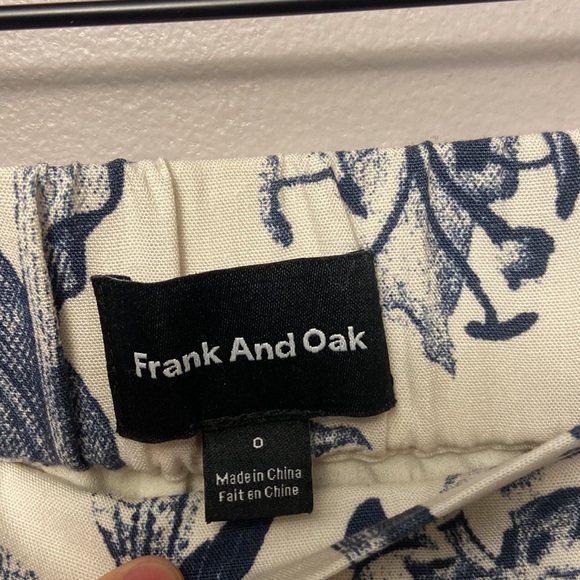 Frank And Oak
0
Made in China
Fait en Chine